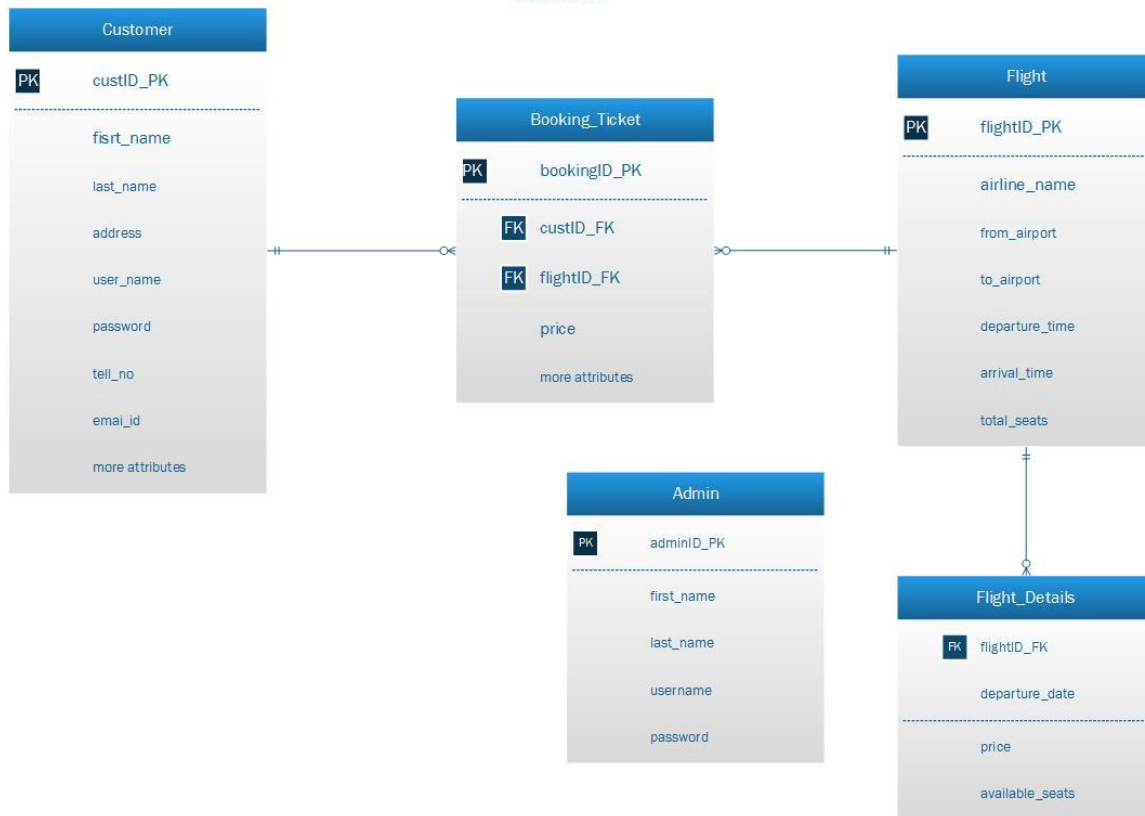 Customer
PK custID_PK
fisrt_name
last_name
address
user_name
password
tell_no
emai_id
more attributes
Booking_Ticket
PK bookingID_PK
FK custID_FK
FK flightID_FK
price
more attributes
Flight
PK flightID_PK
airline_name
from_airport
to_airport
departure_time
arrival_time
total_seats
Admin
PK adminID_PK
first_name
last_name
username
password
Flight_Details
FK flightID_FK
departure_date
price
available_seats